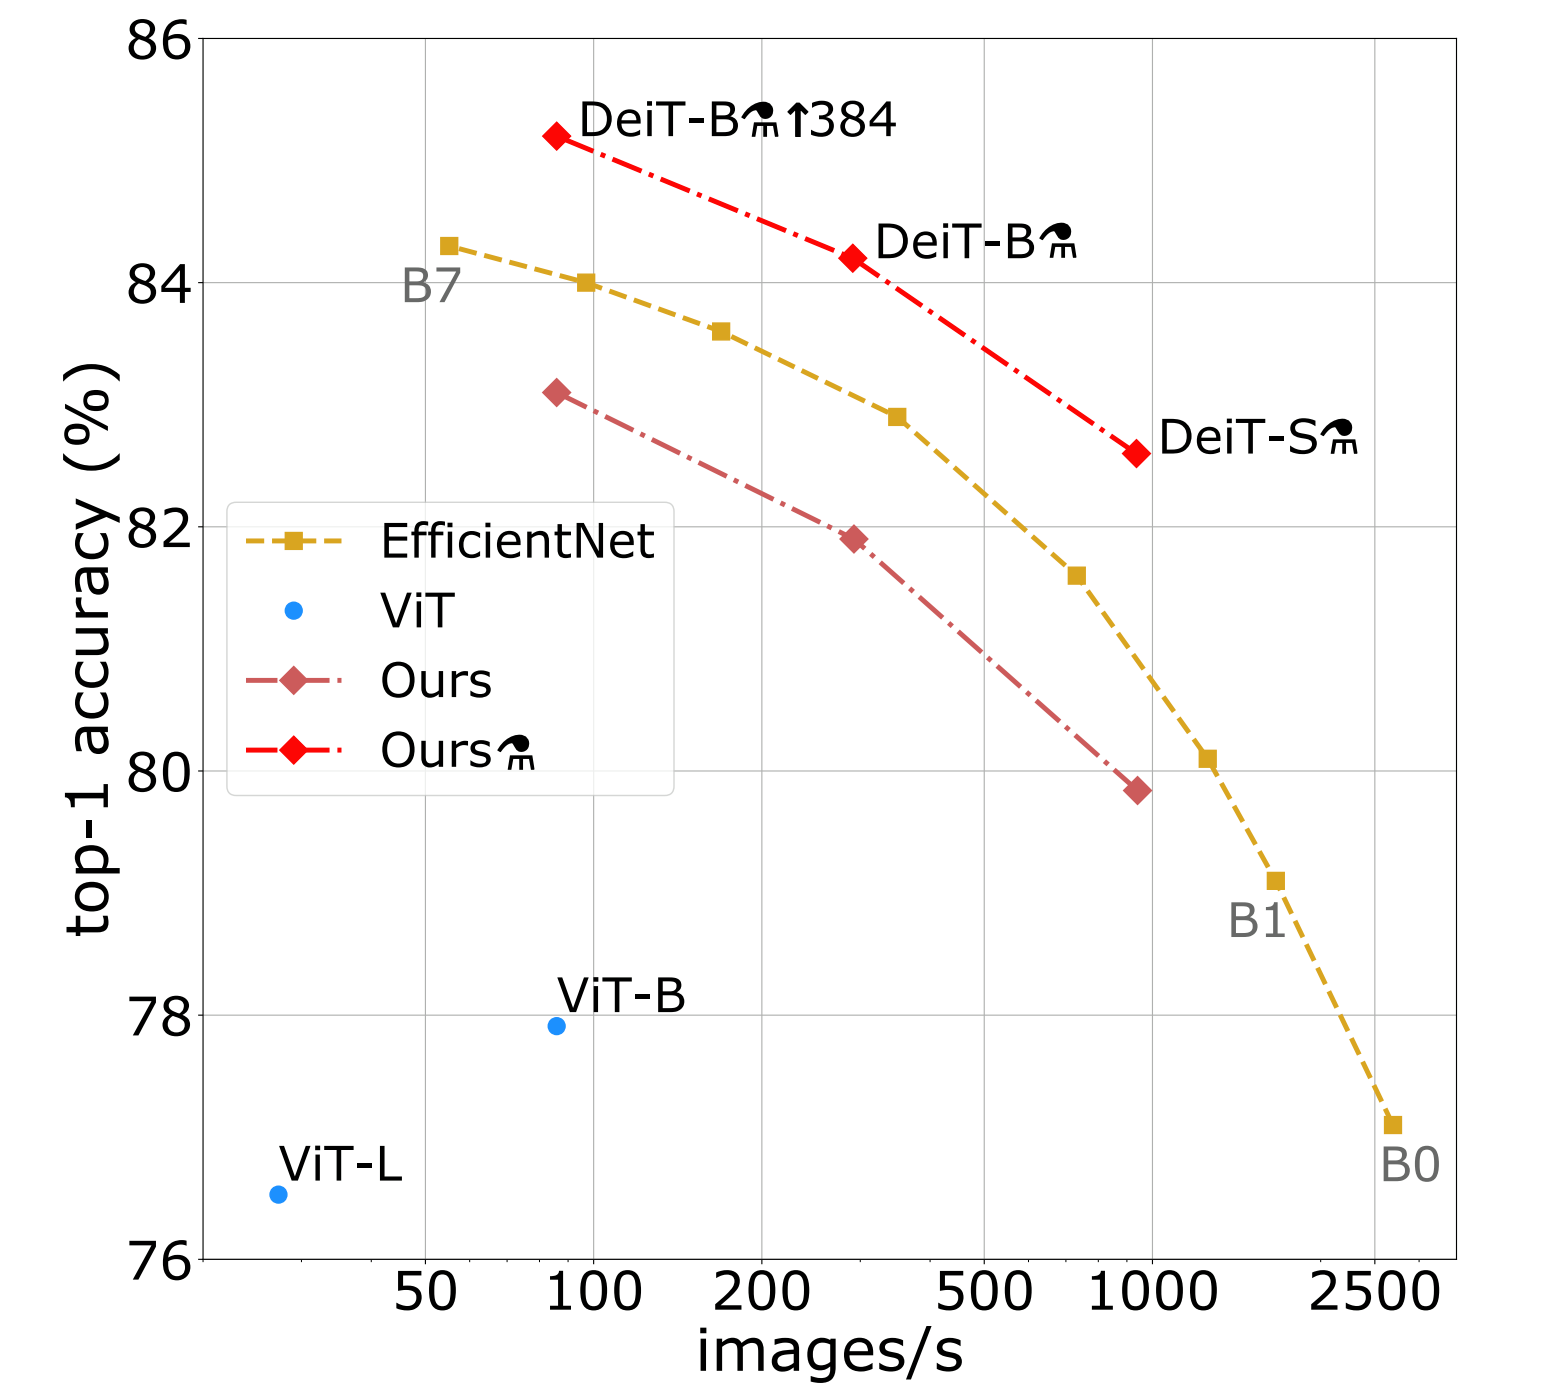 86
84
82
80
78
76
top-1 accuracy (%)
DeiT-B⚗↑384
DeiT-B⚗
DeiT-S⚗
B7
EfficientNet
ViT
Ours
Ours⚗
B1
B0
ViT-B
ViT-L
50 100 200 500 1000 2500
images/s